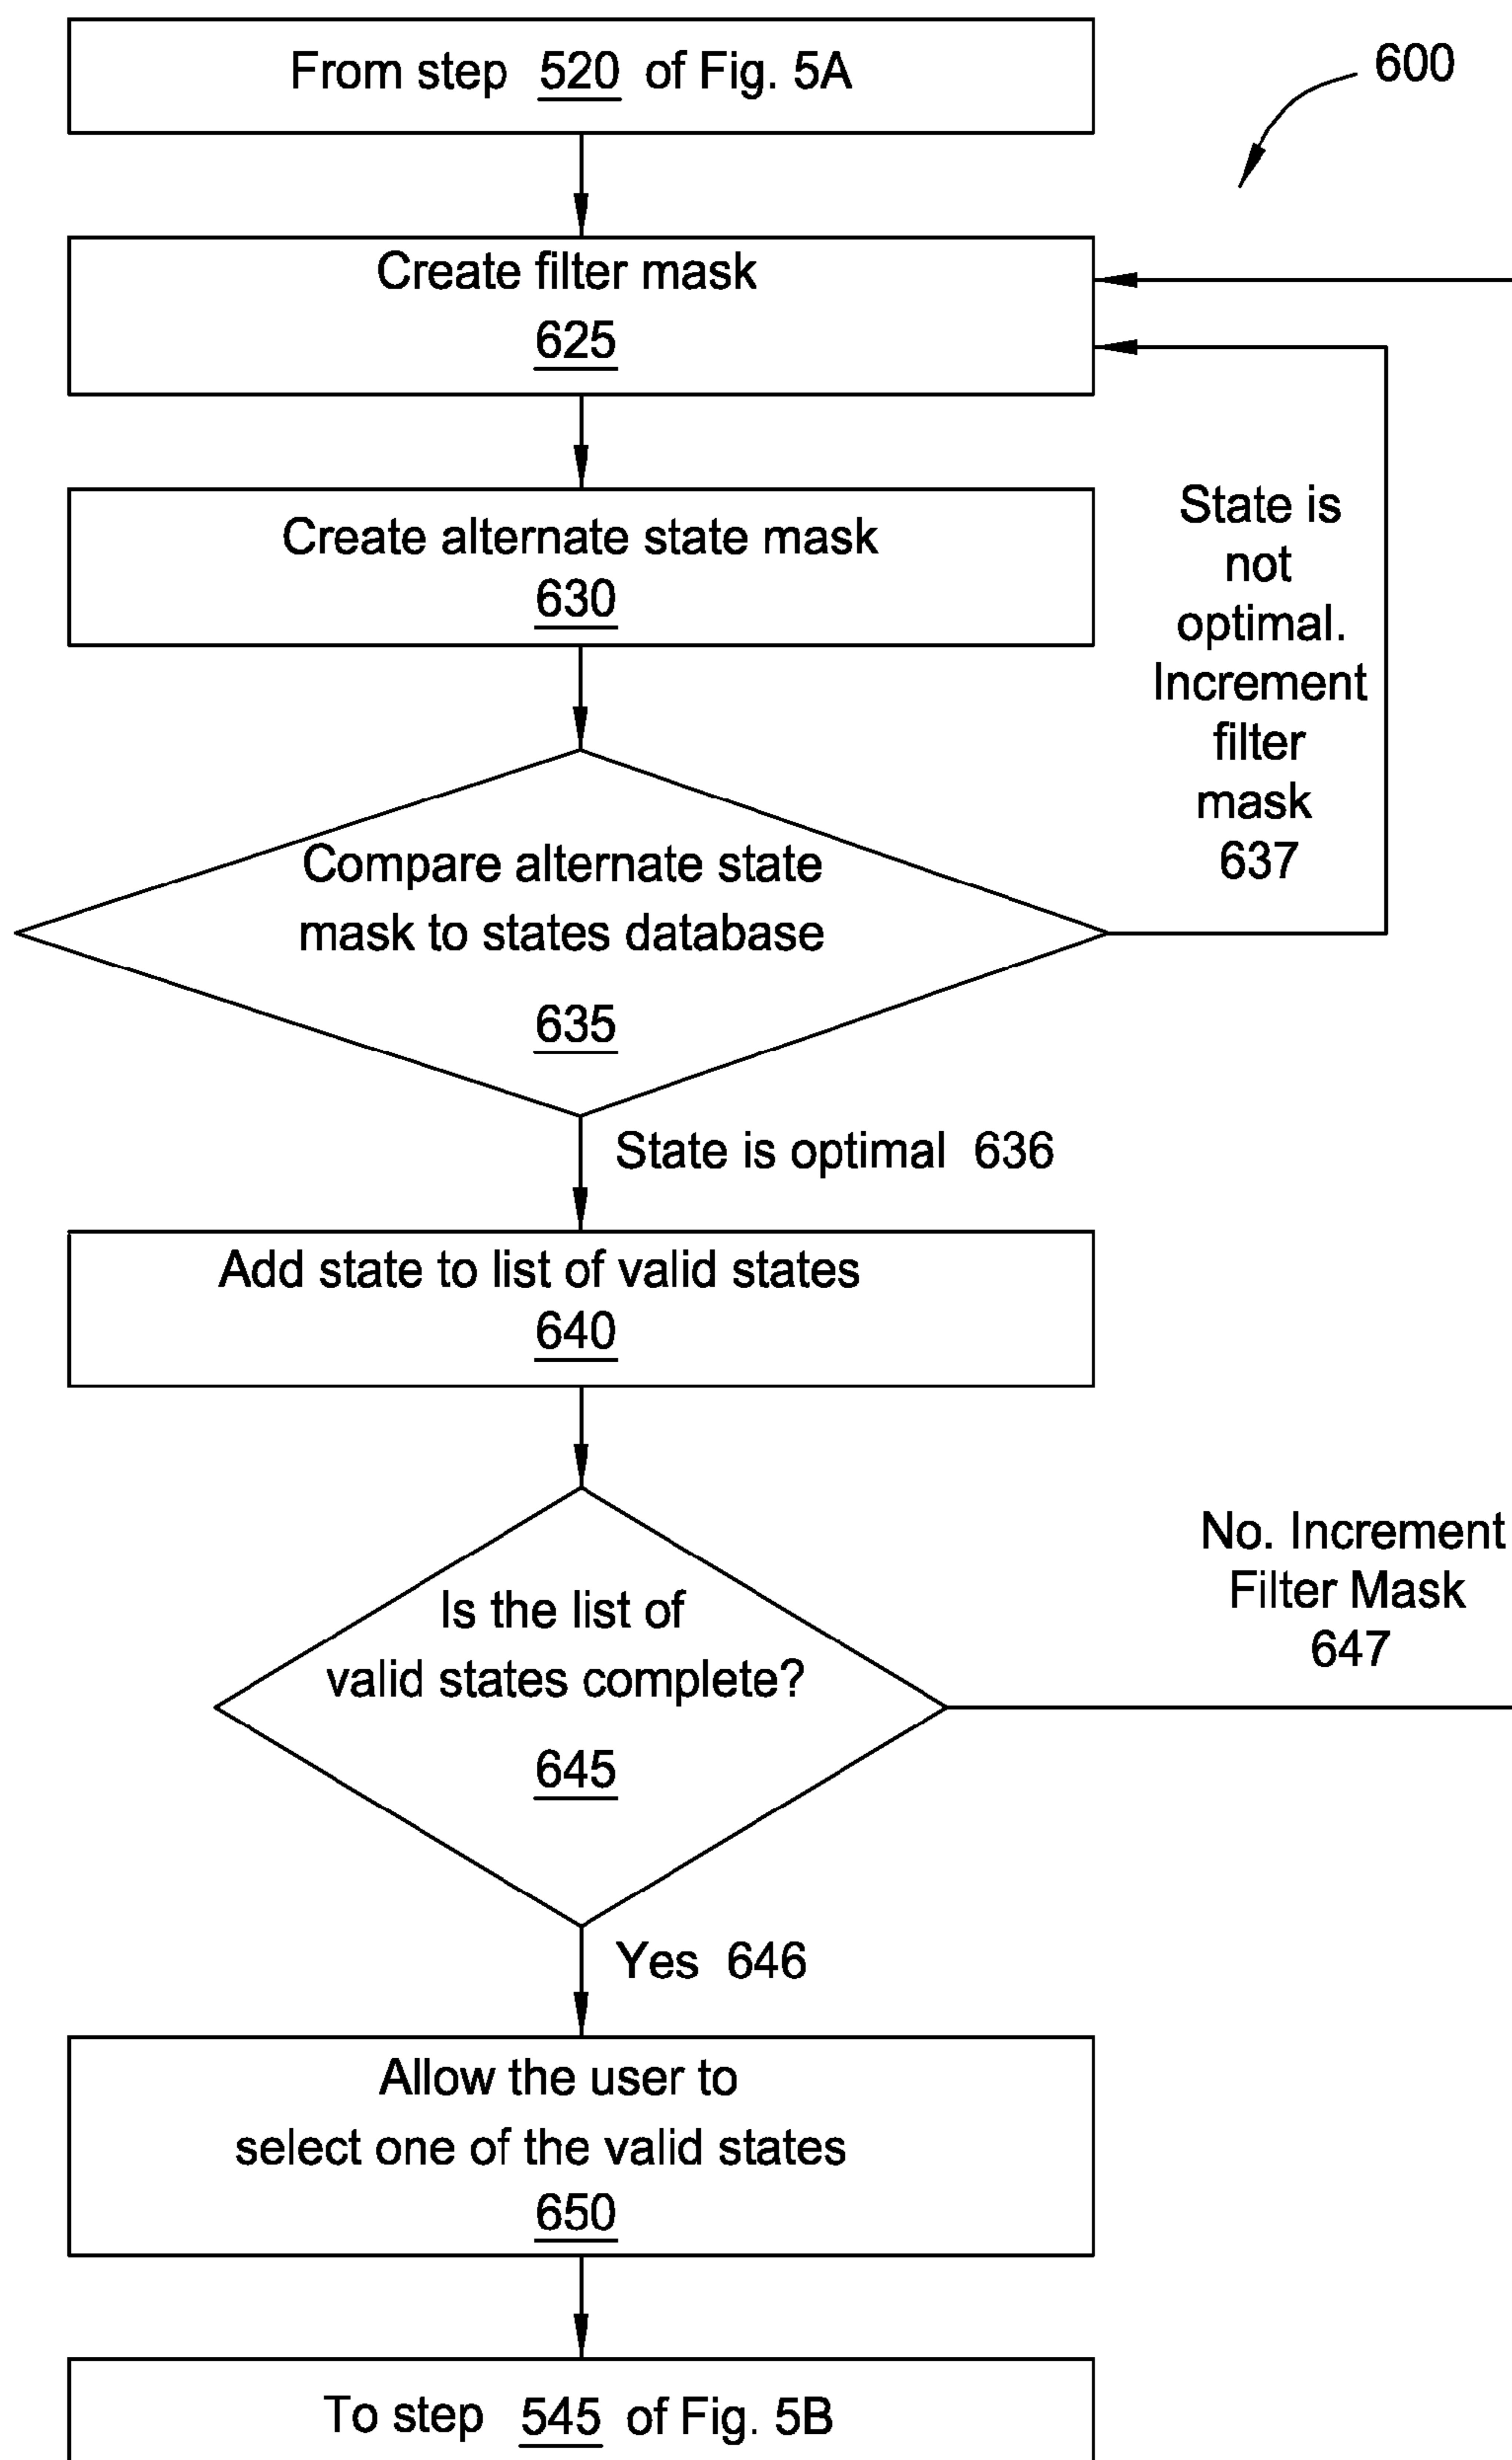 From step 520 of Fig. 5A
600
Create filter mask
625
Create alternate state mask
630
State is
not
optimal.
Increment
filter
mask
637
Compare alternate state
mask to states database
635
State is optimal 636
Add state to list of valid states
640
Is the list of
valid states complete?
645
No. Increment
Filter Mask
647
Yes 646
Allow the user to
select one of the valid states
650
To step 545 of Fig. 5B